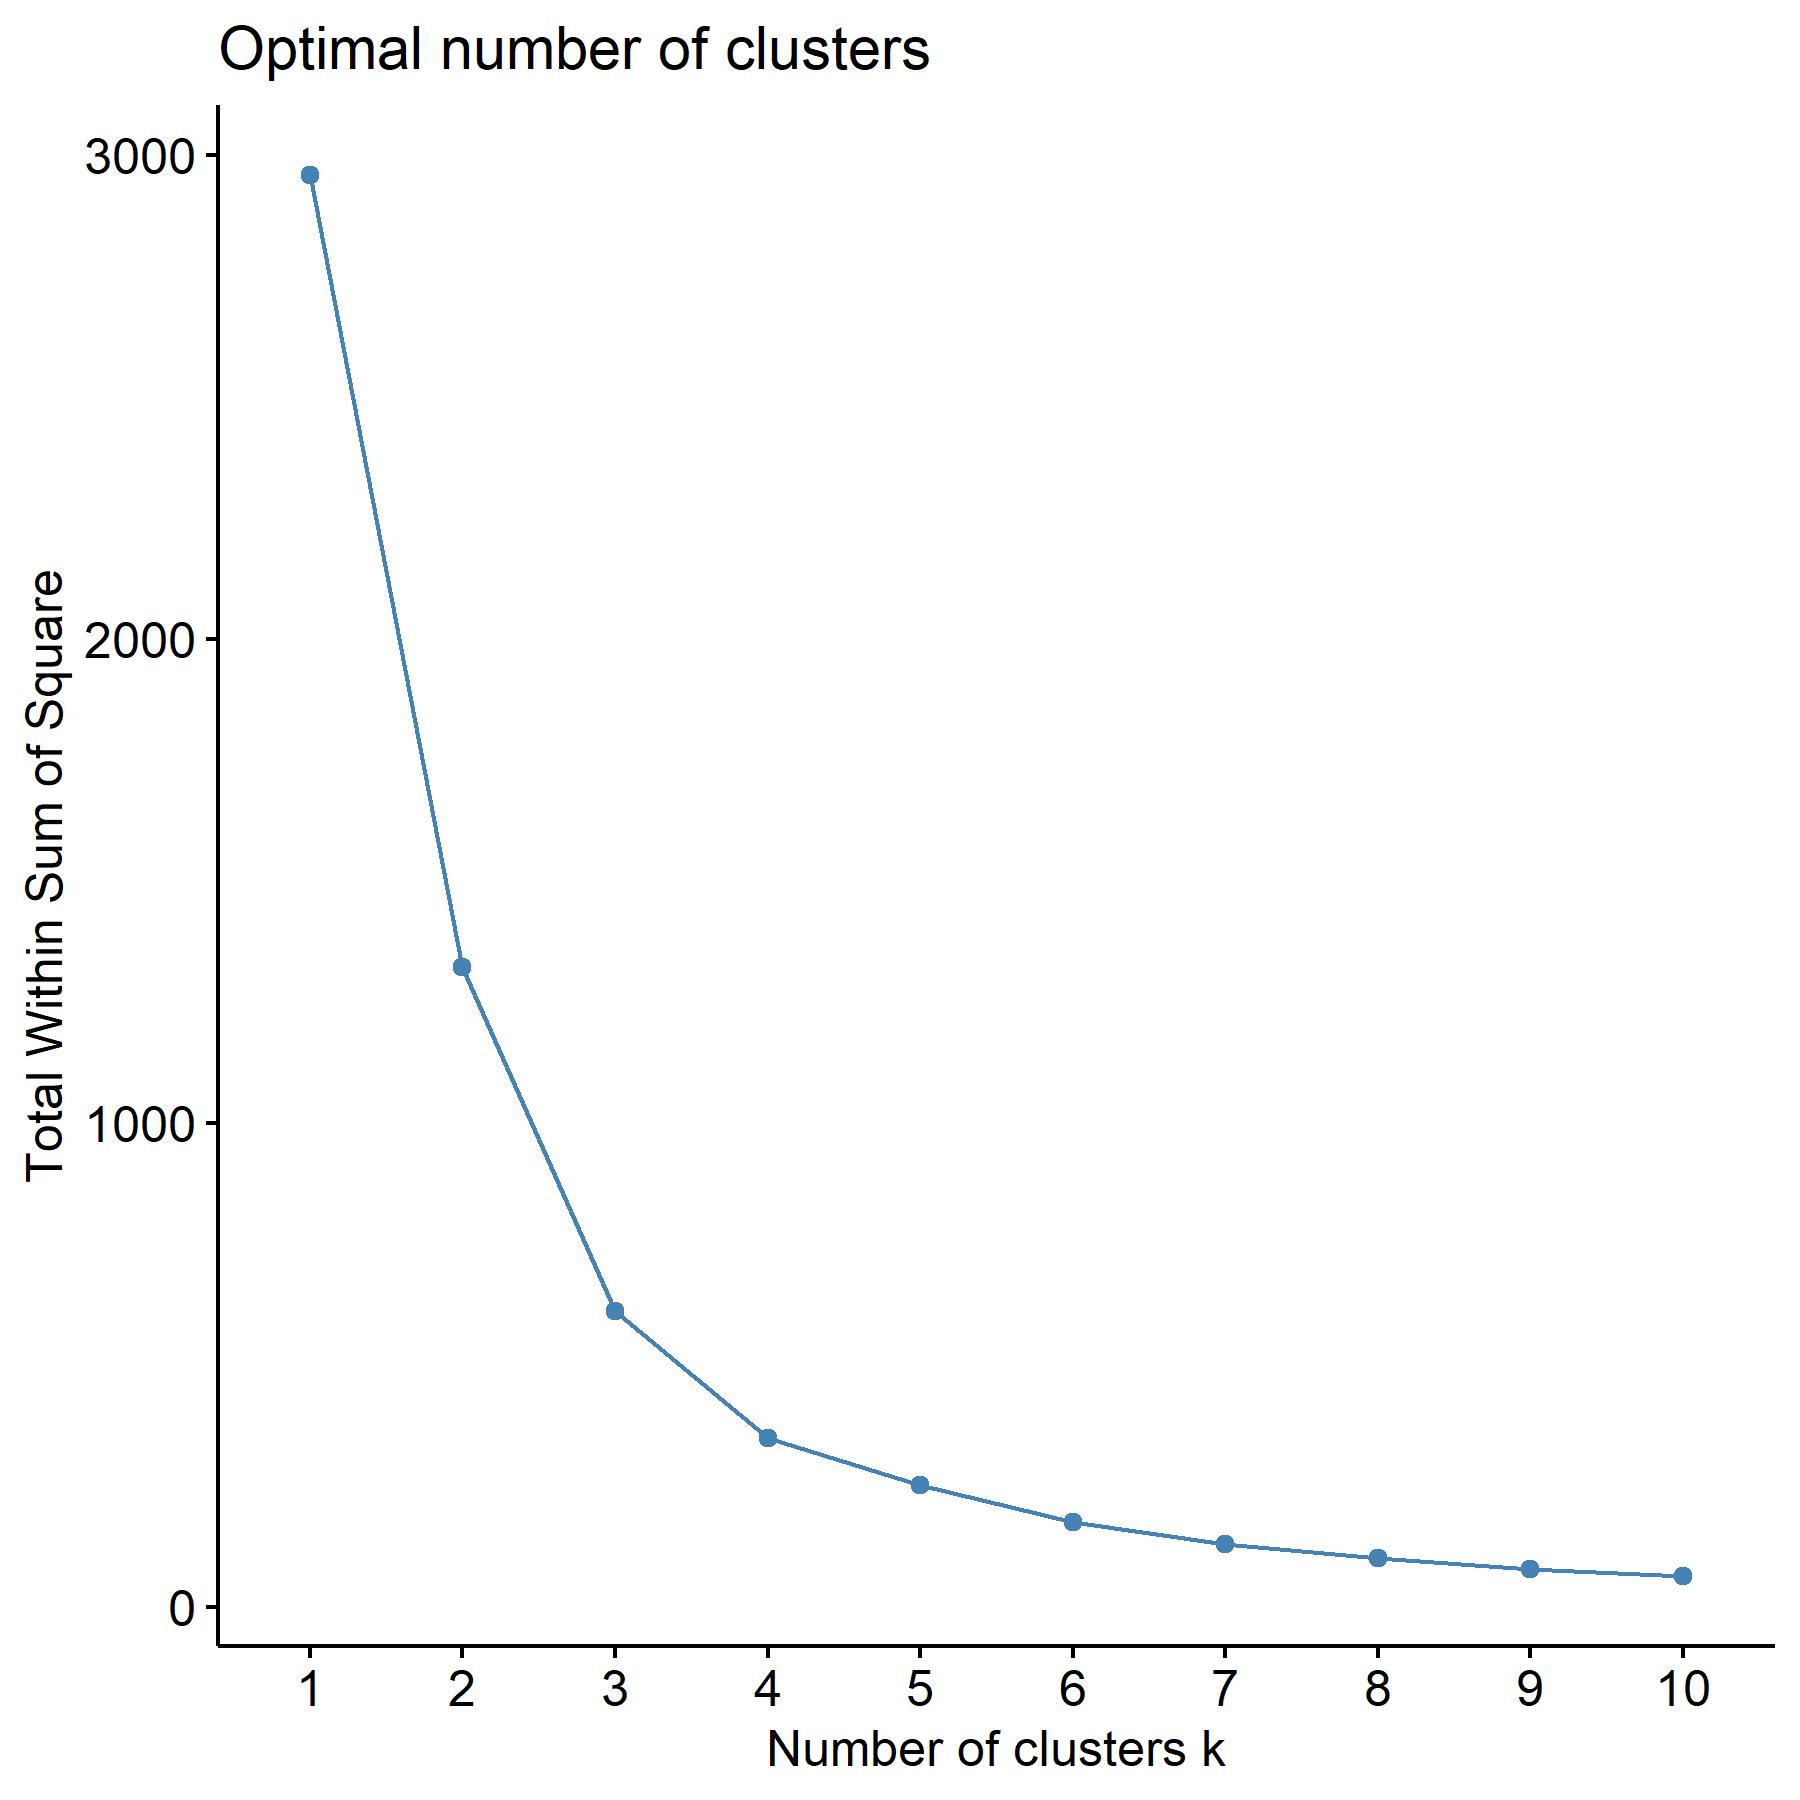 Optimal number of clusters
Total Within Sum of Square
3000
2000
1000
0
1 2 3 4 5 6 7 8 9 10
Number of clusters k